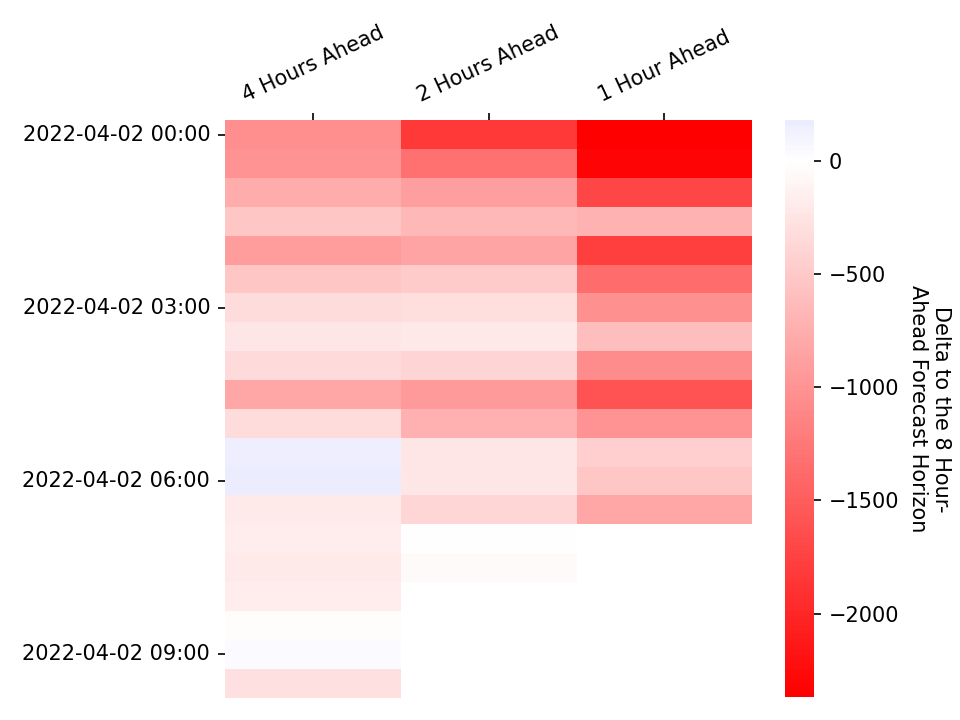 4 Hours Ahead
2 Hours Ahead
1 Hour Ahead
2022-04-02 00:00
2022-04-02 03:00
2022-04-02 06:00
2022-04-02 09:00
0
−500
−1000
−1500
−2000
Delta to the 8 Hour-
Ahead Forecast Horizon